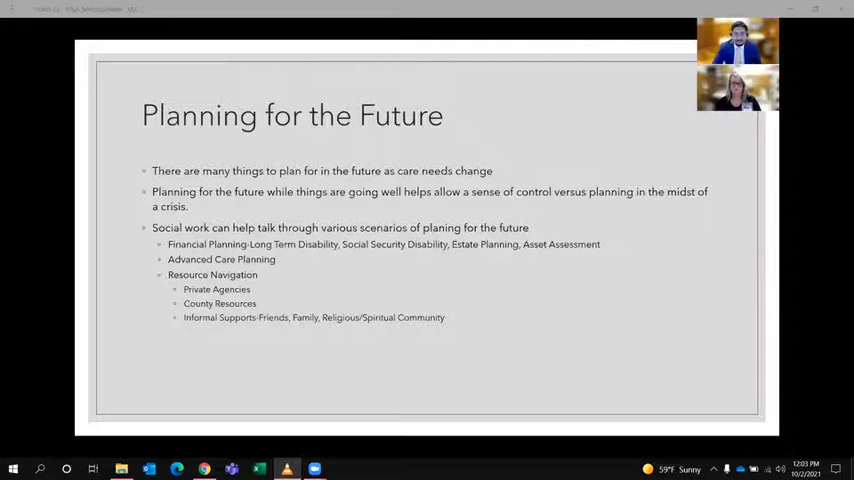 Planning for the Future
There are many things to plan for in the future as care needs change
Planning for the future while things are going well helps allow a sense of control versus planning in the midst of
a crisis.
Social work can help talk through various scenarios of planing for the future
Financial Planning-Long Term Disability, Social Security Disability, Estate Planning, Asset Assessment
Advanced Care Planning
Resource Navigation
Private Agencies
County Resources
Informal Supports-Friends, Family, Religious/Spiritual Community
59°F Sunny
12:03 PM
10/2/2021